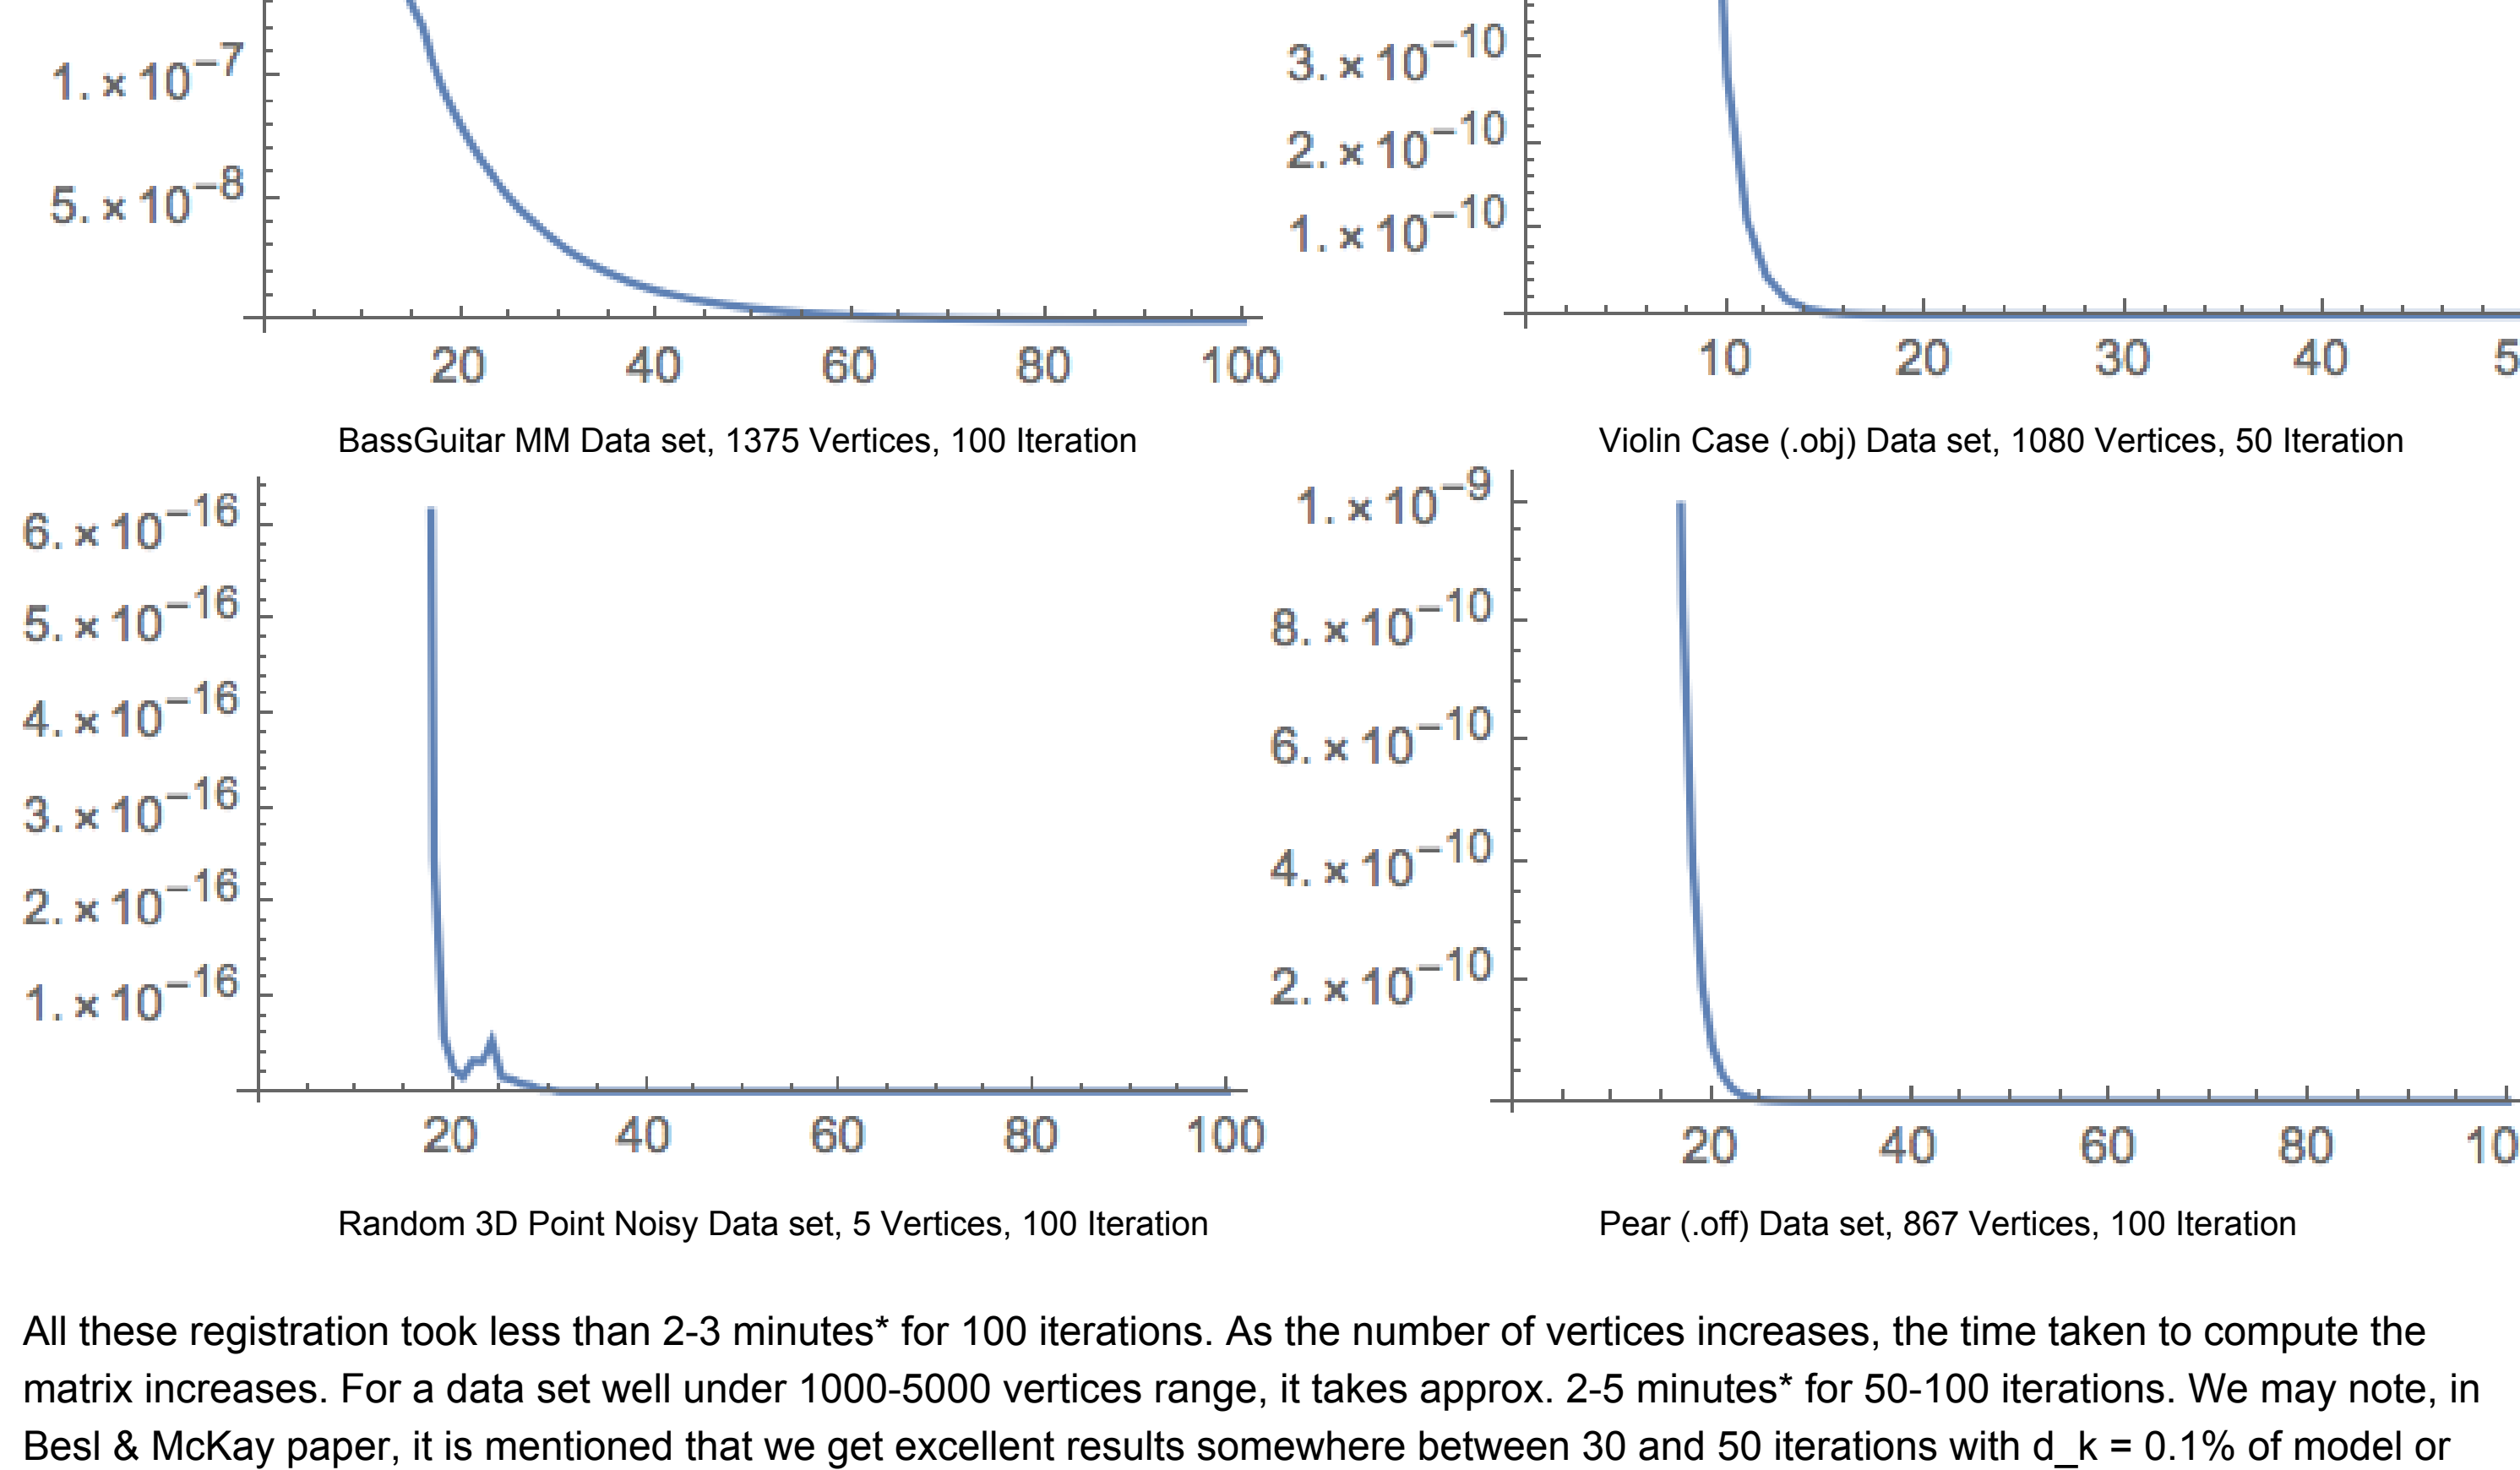 1. × 10−7
5. × 10−8
20 40 60 80 100
3. × 10−10
2. × 10−10
1. × 10−10
10 20 30 40 5
BassGuitar MM Data set, 1375 Vertices, 100 Iteration
Violin Case (.obj) Data set, 1080 Vertices, 50 Iteration
6. × 10−16
5. × 10−16
4. × 10−16
3. × 10−16
2. × 10−16
1. × 10−16
20 40 60 80 100
1. × 10−9
8. × 10−10
6. × 10−10
4. × 10−10
2. × 10−10
20 40 60 80 10
Random 3D Point Noisy Data set, 5 Vertices, 100 Iteration
Pear (.off) Data set, 867 Vertices, 100 Iteration
All these registration took less than 2-3 minutes* for 100 iterations. As the number of vertices increases, the time taken to compute the
matrix increases. For a data set well under 1000-5000 vertices range, it takes approx. 2-5 minutes* for 50-100 iterations. We may note, in
Besl & McKay paper, it is mentioned that we get excellent results somewhere between 30 and 50 iterations with d_k = 0.1% of model or